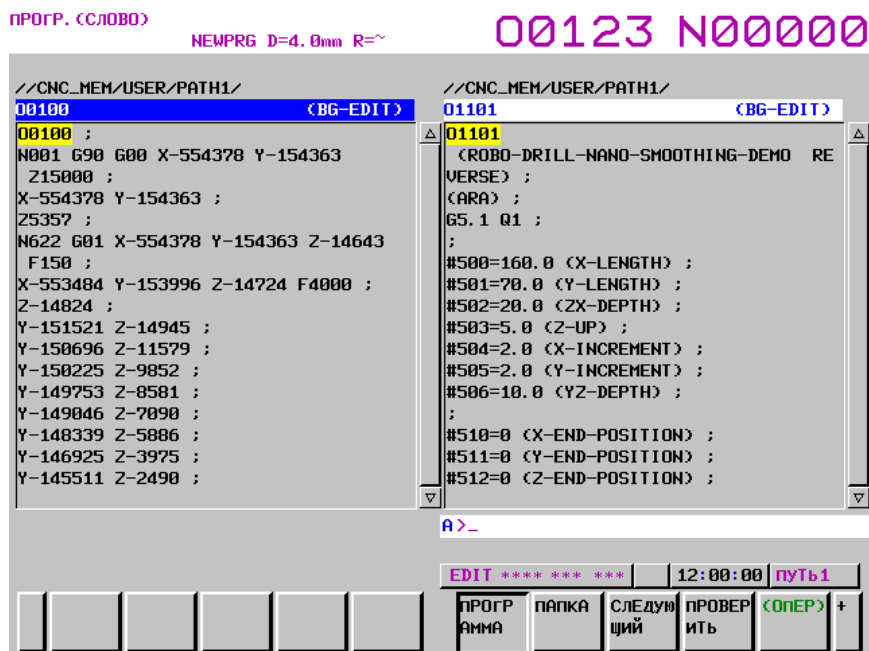 ПРОГР.(СЛОВО)
NEWPRG D=4.0mm R=~
O0123 N00000
//CNC_MEM/USER/PATH1/
O0100 (BG-EDIT)
O0100 ;
N001 G90 G00 X-554378 Y-154363
Z15000 ;
X-554378 Y-154363 ;
Z5357 ;
N622 G01 X-554378 Y-154363 Z-14643
F150 ;
X-553484 Y-153996 Z-14724 F4000 ;
Z-14824 ;
Y-151521 Z-14945 ;
Y-150696 Z-11579 ;
Y-150225 Z-9852 ;
Y-149753 Z-8581 ;
Y-149046 Z-7090 ;
Y-148339 Z-5886 ;
Y-146925 Z-3975 ;
Y-145511 Z-2490 ;
//CNC_MEM/USER/PATH1/
O1101 (BG-EDIT)
O1101
(ROBO-DRILL-NANO-SMOOTHING-DEMO RE
VERSE) ;
(ARA) ;
G5.1 Q1 ;
;
#500=160.0 (X-LENGTH) ;
#501=70.0 (Y-LENGTH) ;
#502=20.0 (ZX-DEPTH) ;
#503=5.0 (Z-UP) ;
#504=2.0 (X-INCREMENT) ;
#505=2.0 (Y-INCREMENT) ;
#506=10.0 (YZ-DEPTH) ;
;
#510=0 (X-END-POSITION) ;
#511=0 (Y-END-POSITION) ;
#512=0 (Z-END-POSITION) ;
A>_
EDIT **** *** *** 12:00:00 ПУТЬ1
ПРОГР
АММА
ПАПКА
СЛЕДУЮ
ЩИЙ
ПРОВЕР
ИТЬ
(ОПЕР)
+